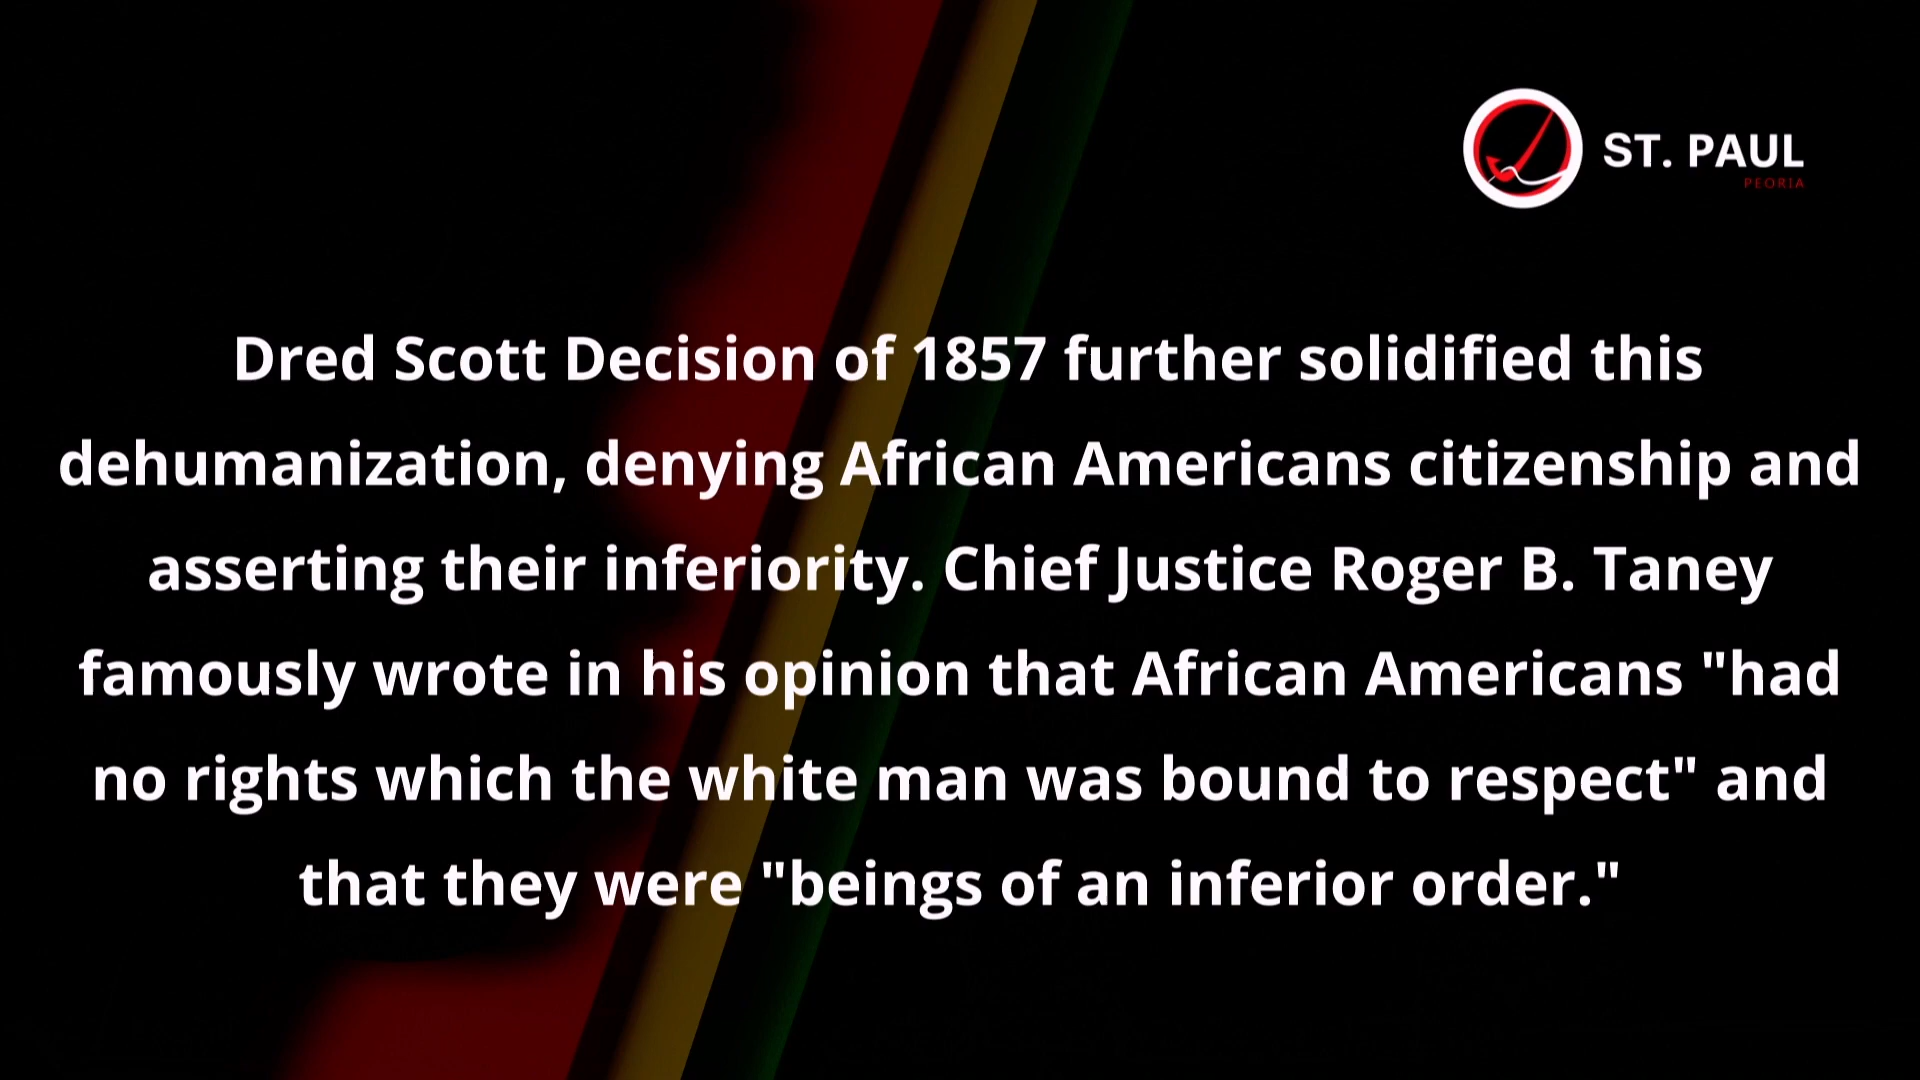 ST. PAUL
PEORIA
Dred Scott Decision of 1857 further solidified this
dehumanization, denying African Americans citizenship and
asserting their inferiority. Chief Justice Roger B. Taney
famously wrote in his opinion that African Americans "had
no rights which the white man was bound to respect" and
that they were "beings of an inferior order."